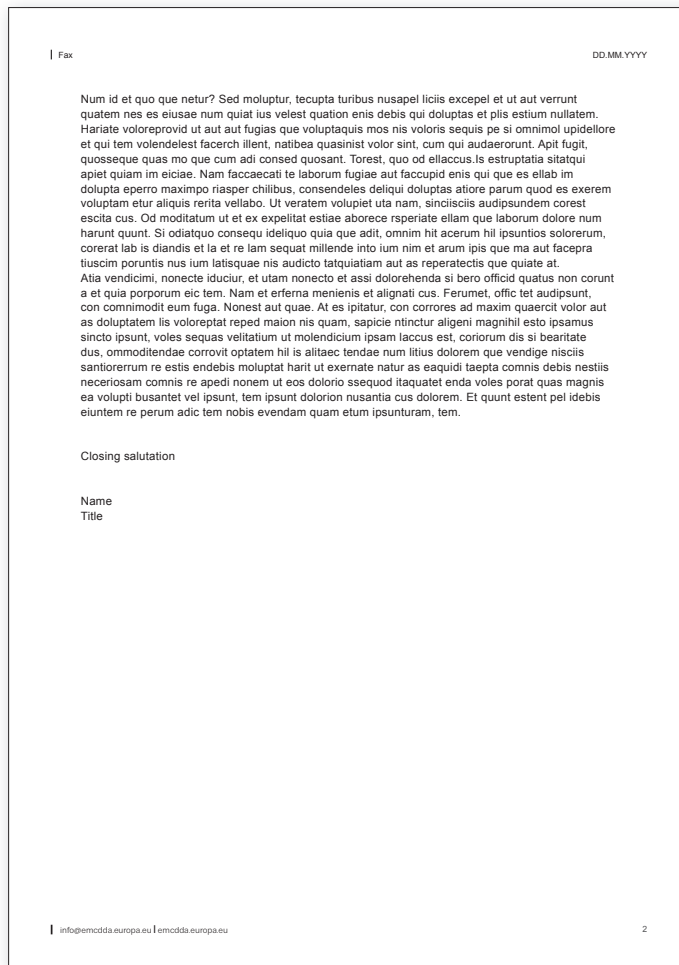 Fax DD.MM.YYYY
Num id et quo que netur? Sed moluptur, tecupta turibus nusapel liciis excepel et ut aut verrunt
quatem nes es eiusae num quiat ius velest quation enis debis qui doluptas et plis estium nullatem.
Hariate voloreprovid ut aut aut fugias que voluptaquis mos nis voloris sequis pe si omnimol upidellore
et qui tem volendelest facerch illent, natibea quasinist volor sint, cum qui audaerorunt. Apit fugit,
quosseque quas mo que cum adi consed quosant. Torest, quo od ellaccus.Is estruptatia sitatqui
apiet quiam im eiciae. Nam faccaecati te laborum fugiae aut faccupid enis qui que es ellab im
dolupta eperro maximpo riasper chilibus, consendeles deliqui doluptas atiore parum quod es exerem
voluptam etur aliquis rerita vellabo. Ut veratem volupiet uta nam, sinciisciis audipsundem corest
escita cus. Od moditatum ut et ex expelitat estiae aborece rsperiate ellam que laborum dolore num
harunt quunt. Si odiatquo consequ ideliquo quia que adit, omnim hit acerum hil ipsuntios solorerum,
corerat lab is diandis et la et re lam sequat millende into ium nim et arum ipis que ma aut facepra
tiuscim poruntis nus ium latisquae nis audicto tatquiatiam aut as reperatectis que quiate at.
Atia vendicimi, nonecte iduciur, et utam nonecto et assi dolorehenda si bero officid quatus non corunt
a et quia porporum eic tem. Nam et erferna menienis et alignati cus. Ferumet, offic tet audipsunt,
con comnimodit eum fuga. Nonest aut quae. At es ipitatur, con corrores ad maxim quaercit volor aut
as doluptatem lis voloreptat reped maion nis quam, sapicie ntinctur aligeni magnihil esto ipsamus
sincto ipsunt, voles sequas velitatium ut molendicium ipsam laccus est, coriorum dis si bearitate
dus, ommoditendae corrovit optatem hil is alitaec tendae num litius dolorem que vendige nisciis
santiorerrum re estis endebis moluptat harit ut exernate natur as eaquidi taepta comnis debis nestiis
neceriosam comnis re apedi nonem ut eos dolorio ssequod itaquatet enda voles porat quas magnis
ea volupti busantet vel ipsunt, tem ipsunt dolorion nusantia cus dolorem. Et quunt estent pel idebis
eiuntem re perum adic tem nobis evendam quam etum ipsunturam, tem.
Closing salutation
Name
Title
info@emcdda.europa.eu | emcdda.europa.eu 2